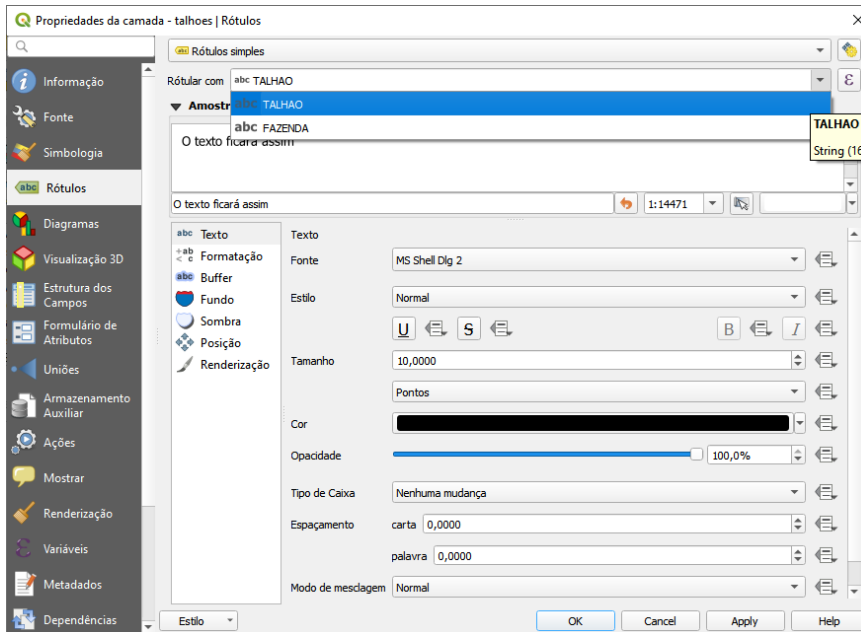 Propriedades da camada - talhoes | Rótulos
Informação
Fonte
Simbologia
abc Rótulos
Diagramas
Visualização 3D
Estrutura dos
Campos
Formulário de
Atributos
Uniões
Armazenamento
Auxiliar
Ações
Mostrar
Renderização
Variáveis
Metadados
Dependências
abc Rótulos simples
Rótular com abc TALHAO ε
Amostr
abc TALHAO
abc FAZENDA
TALHAO
String (16
O texto ficará assim
O texto ficará assim 1:14471
abc Texto
+ab
< c Formatação
abc Buffer
Fundo
Sombra
Posição
Renderização
Texto
Fonte MS Shell Dlg 2
Estilo Normal
U S B I
Tamanho 10,0000
Pontos
Cor
Opacidade 100,0%
Tipo de Caixa Nenhuma mudança
Espaçamento carta 0,0000
palavra 0,0000
Modo de mesclagem Normal
Estilo OK Cancel Apply Help